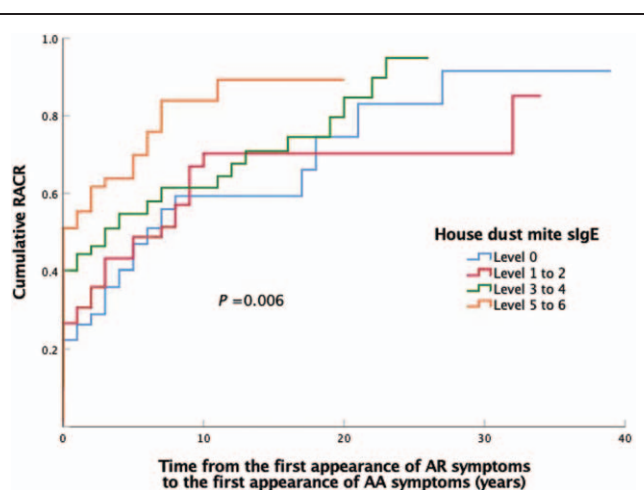 1.0
0.8
0.6
0.4
0.2
Cumulative RACR
House dust mite sIgE
Level 0
Level 1 to 2
Level 3 to 4
Level 5 to 6
P =0.006
0 10 20 30 40
Time from the first appearance of AR symptoms
to the first appearance of AA symptoms (years)